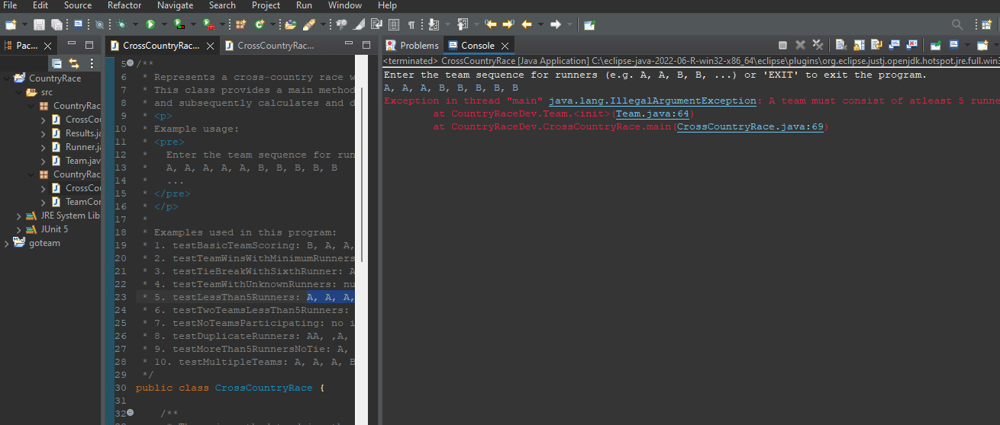 File Edit Source Refactor Navigate Search Project Run Window Help
Pac...
CountryRace
src
CountryRac
CrossCou
Results.ja
Runner.ja
Team.jav
CountryRac
CrossCou
TeamCor
JRE System Lib
JUnit 5
goteam
CrossCountryRac...
CrossCountryRac...
5 /**
6 * Represents a cross-country race w
7 * This class provides a main method
8 * and subsequently calculates and d
9 * <p>
10 * Example usage:
11 * <pre>
12 * Enter the team sequence for run
13 * A, A, A, A, A, B, B, B, B, B
14 * ...
15 * </pre>
16 * </p>
17 *
18 * Examples used in this program:
19 * 1. testBasicTeamScoring: B, A, A,
20 * 2. testTeamWinsWithMinimumRunners
21 * 3. testTieBreakWithSixthRunner: A
22 * 4. testTeamWithUnknownRunners: nu
23 * 5. testLessThan5Runners: A, A, A,
24 * 6. testTwoTeamsLessThan5Runners:
25 * 7. testNoTeamsParticipating: no i
26 * 8. testDuplicateRunners: AA, ,A,
27 * 9. testMoreThan5RunnersNoTie: A,
28 * 10. testMultipleTeams: A, A, A, B
29 */
30 public class CrossCountryRace {
31
32 /**
Problems
Console
<terminated> CrossCountryRace [Java Application] C:\eclipse-java-2022-06-R-win32-x86_64\eclipse\plugins\org.eclipse.justj.openjdk.hotspot.jre.full.win3
Enter the team sequence for runners (e.g. A, A, B, B, ...) or 'EXIT' to exit the program.
A, A, A, B, B, B, B, B
Exception in thread "main" java.lang.IllegalArgumentException: A team must consist of atleast 5 runne
at CountryRaceDev.Team.<init>(Team.java:64)
at CountryRaceDev.CrossCountryRace.main(CrossCountryRace.java:69)